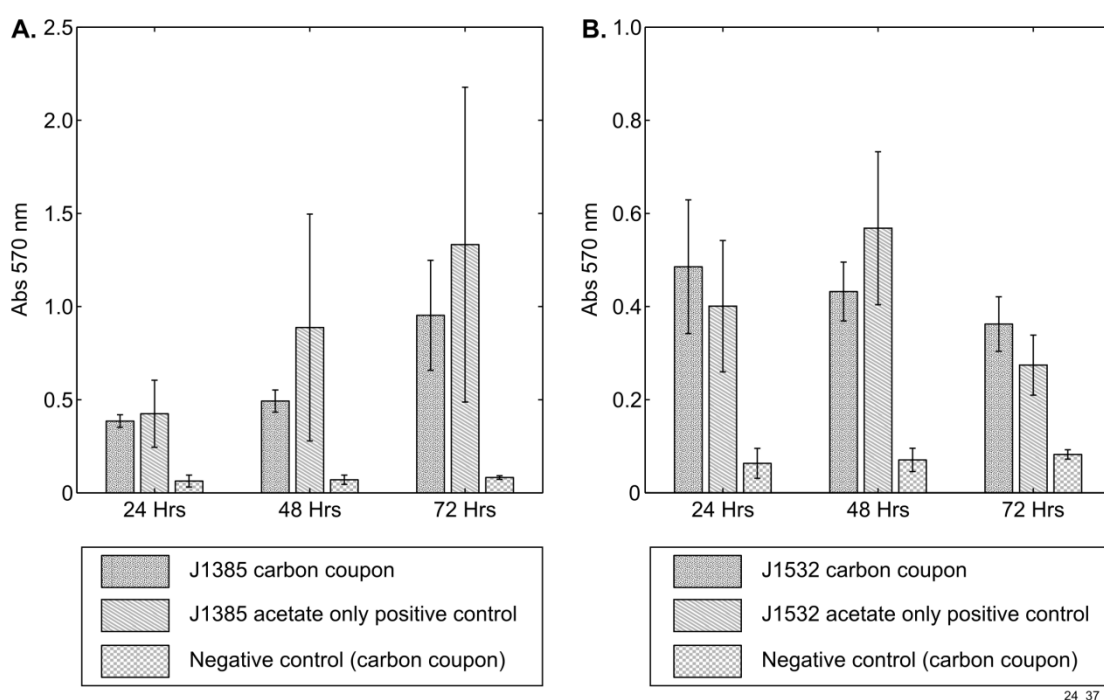 A.
2.5
2.0
1.5
1.0
0.5
0
Abs 570 nm
24 Hrs 48 Hrs 72 Hrs
J1385 carbon coupon
J1385 acetate only positive control
Negative control (carbon coupon)
B.
1.0
0.8
0.6
0.4
0.2
0
Abs 570 nm
24 Hrs 48 Hrs 72 Hrs
J1532 carbon coupon
J1532 acetate only positive control
Negative control (carbon coupon)
24_37